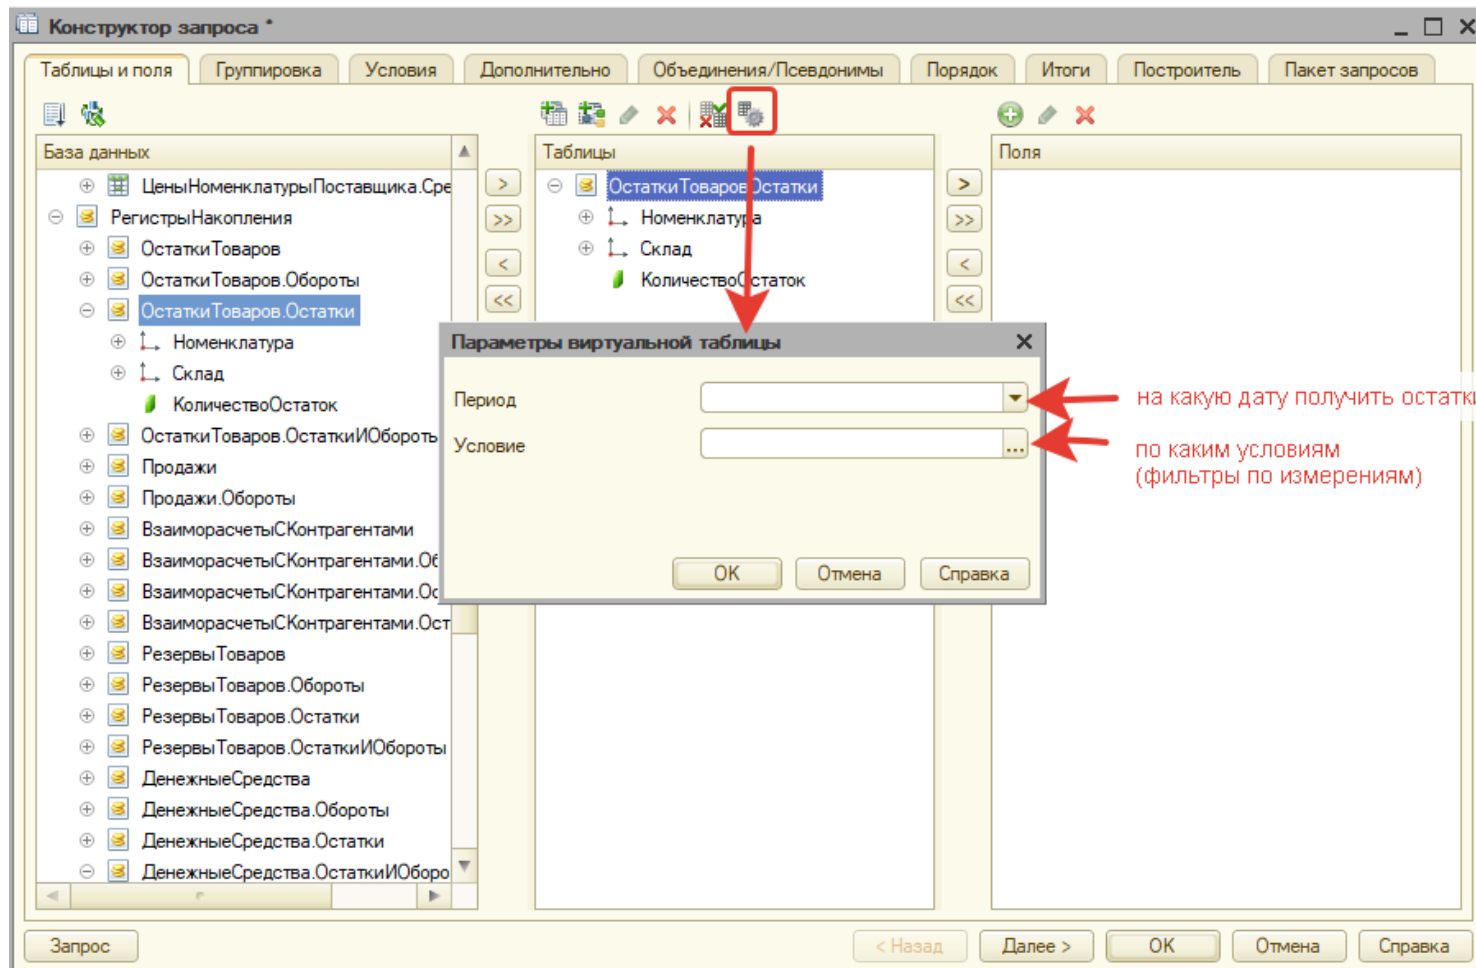 Конструктор запроса *
Таблицы и поля
Группировка
Условия
Дополнительно
Объединения/Псевдонимы
Порядок
Итоги
Построитель
Пакет запросов
База данных
ЦеныНоменклатурыПоставщика.Сре
РегистрыНакопления
ОстаткиТоваров
ОстаткиТоваров.Обороты
ОстаткиТоваров.Остатки
Номенклатура
Склад
КоличествоОстаток
ОстаткиТоваров.ОстаткиИОбороты
Продажи
Продажи.Обороты
ВзаиморасчетыСКонтрагентами
ВзаиморасчетыСКонтрагентами.Об
ВзаиморасчетыСКонтрагентами.Ос
ВзаиморасчетыСКонтрагентами.Ост
РезервыТоваров
РезервыТоваров.Обороты
РезервыТоваров.Остатки
РезервыТоваров.ОстаткиИОбороты
ДенежныеСредства
ДенежныеСредства.Обороты
ДенежныеСредства.Остатки
ДенежныеСредства.ОстаткиИОборо
>
>>
<
<<
Таблицы
ОстаткиТоваровОстатки
Номенклатура
Склад
КоличествоОстаток
>
>>
<
<<
Поля
Параметры виртуальной таблицы
Период
Условие
...
ОК
Отмена
Справка
на какую дату получить остатки
по каким условиям
(фильтры по измерениям)
Запрос
< Назад
Далее >
ОК
Отмена
Справка